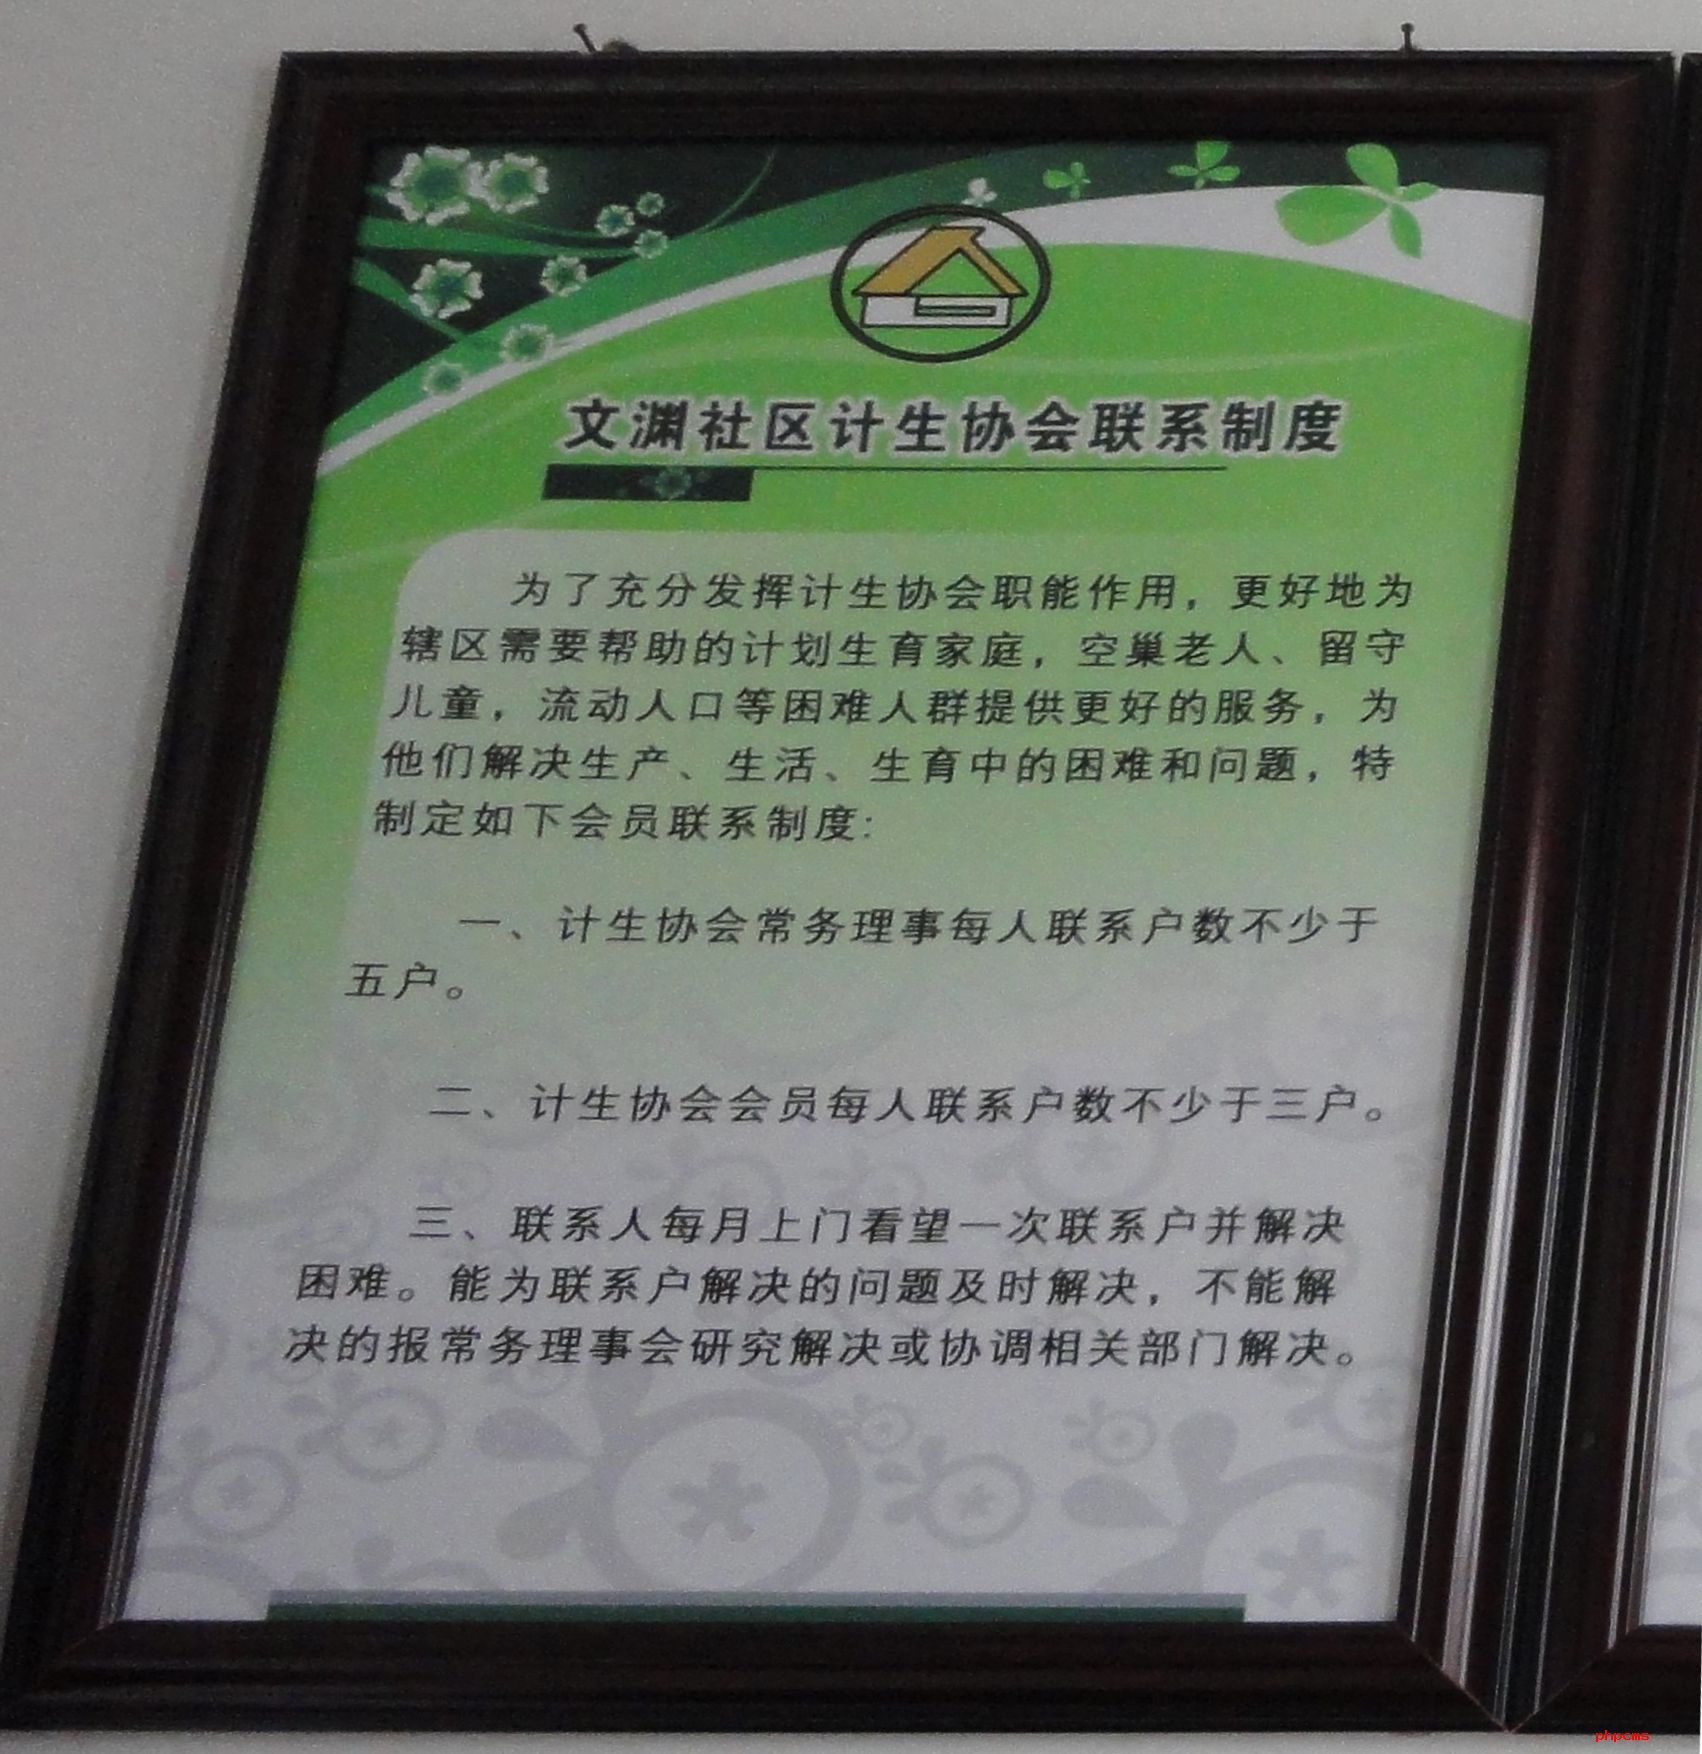 文渊社区计生协会联系制度
为了充分发挥计生协会职能作用，更好地为
辖区需要帮助的计划生育家庭，空巢老人、留守
儿童，流动人口等困难人群提供更好的服务，为
他们解决生产、生活、生育中的困难和问题，特
制定如下会员联系制度:
一、计生协会常务理事每人联系户数不少于
五户。
二、计生协会会员每人联系户数不少于三户。
三、联系人每月上门看望一次联系户并解决
困难。能为联系户解决的问题及时解决，不能解
决的报常务理事会研究解决或协调相关部门解决。
phpcms